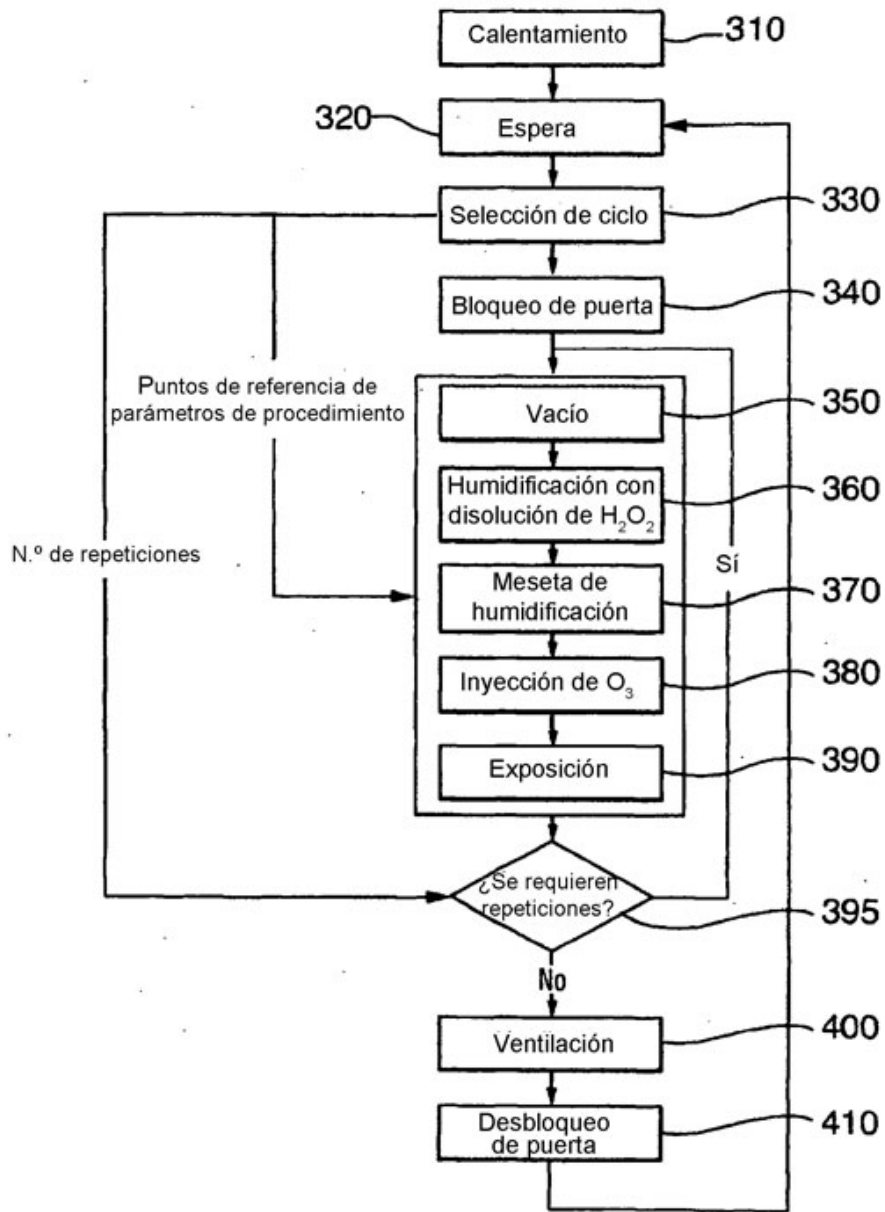 Calentamiento
310
320
Espera
Selección de ciclo
330
Bloqueo de puerta
340
Puntos de referencia de
parámetros de procedimiento
Vacío
350
Humidificación con
disolución de H₂O₂
360
N.º de repeticiones
Sí
Meseta de
humidificación
370
Inyección de O₃
380
Exposición
390
¿Se requieren
repeticiones?
395
No
Ventilación
400
Desbloqueo
de puerta
410